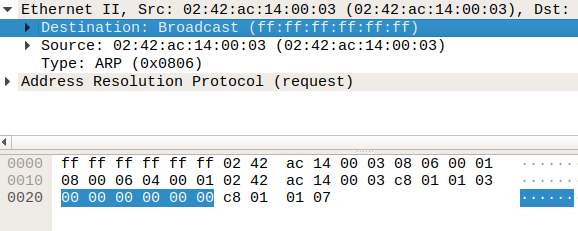 Ethernet II, Src: 02:42:ac:14:00:03 (02:42:ac:14:00:03), Dst:
Destination: Broadcast (ff:ff:ff:ff:ff:ff)
Source: 02:42:ac:14:00:03 (02:42:ac:14:00:03)
Type: ARP (0x0806)
Address Resolution Protocol (request)
0000 ff ff ff ff ff ff 02 42 ac 14 00 03 08 06 00 01 ·······
0010 08 00 06 04 00 01 02 42 ac 14 00 03 c8 01 01 03 ·······
0020 00 00 00 00 00 00 c8 01 01 07 ·······